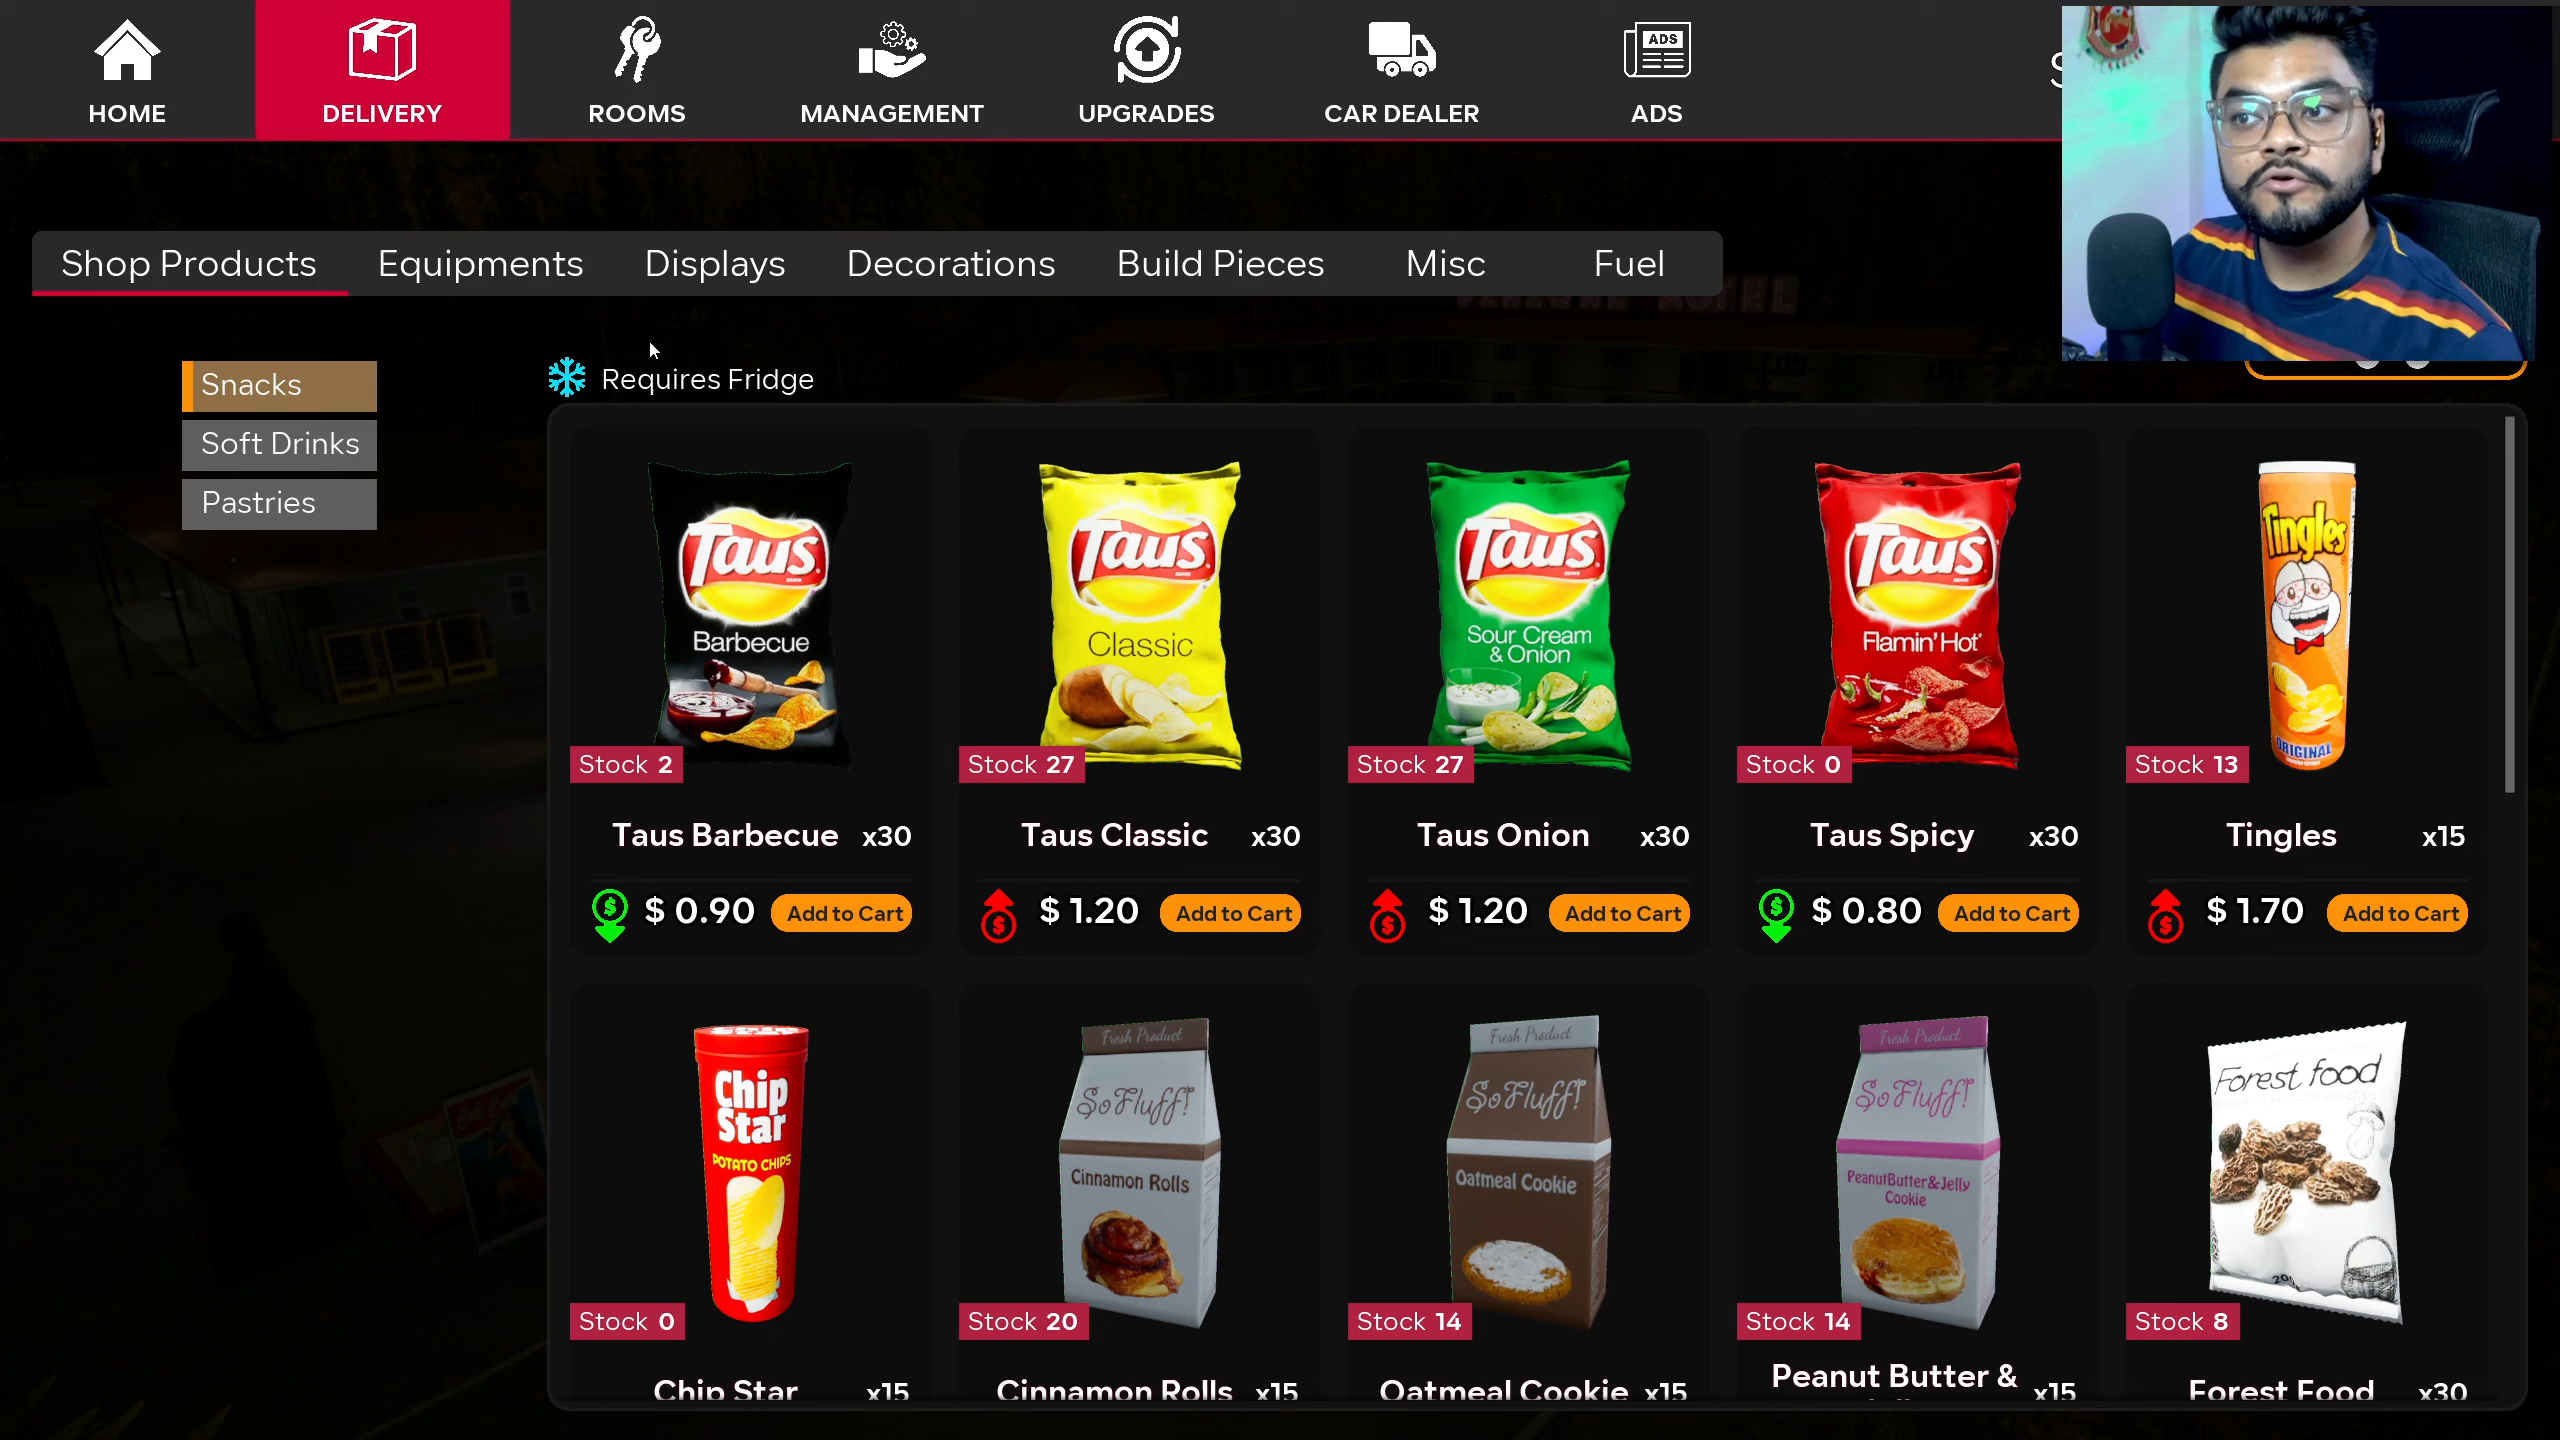 HOME
DELIVERY
ROOMS
MANAGEMENT
UPGRADES
CAR DEALER
ADS
ADS
Shop Products
Equipments
Displays
Decorations
Build Pieces
Misc
Fuel
MOTEL
Snacks
Soft Drinks
Pastries
Requires Fridge
Taus
Barbecue
Stock 2
Taus Barbecue x30
$ 0.90 Add to Cart
Taus
Classic
Stock 27
Taus Classic x30
$ 1.20 Add to Cart
Taus
Sour Cream
& Onion
Stock 27
Taus Onion x30
$ 1.20 Add to Cart
Taus
Flamin' Hot
Stock 0
Taus Spicy x30
$ 0.80 Add to Cart
Tingles
ORIGINAL
Stock 13
Tingles x15
$ 1.70 Add to Cart
Chip
Star
POTATO CHIPS
Stock 0
Chip Star x15
Fresh Product
SoFluff!
Cinnamon Rolls
Stock 20
Cinnamon Rolls x15
Fresh Product
SoFluff!
Oatmeal Cookie
Stock 14
Oatmeal Cookie x15
Fresh Product
SoFluff!
PeanutButter&Jelly
Cookie
Stock 14
Peanut Butter &
x15
Forest food
Stock 8
Forest Food x30